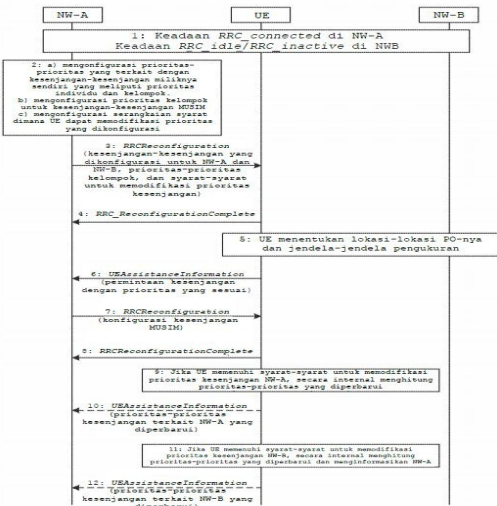 NW-A
UE
NW-B
1: Keadaan RRC_connected di NW-A
Keadaan RRC_idle/RRC_inactive di NWB
2: a) mengonfigurasi prioritas-
prioritas yang terkait dengan
kesenjangan-kesenjangan miliknya
sendiri yang meliputi prioritas
individu dan kelompok.
b) mengonfigurasi prioritas kelompok
untuk kesenjangan-kesenjangan MUSIM
c) mengonfigurasi serangkaian syarat
dimana UE dapat memodifikasi prioritas
yang dikonfigurasi
3: RRCReconfiguration
(kesenjangan-kesenjangan yang
dikonfigurasi untuk NW-A dan
NW-B, prioritas-prioritas
kelompok, dan syarat-syarat
untuk memodifikasi prioritas
kesenjangan)
4: RRC_ReconfigurationComplete
5: UE menentukan lokasi-lokasi PO-nya
dan jendela-jendela pengukuran
6: UEAssistanceInformation
(permintaan kesenjangan
dengan prioritas yang sesuai)
7: RRCReconfiguration
(konfigurasi kesenjangan
MUSIM)
8: RRCReconfigurationComplete
9: Jika UE memenuhi syarat-syarat untuk memodifikasi
prioritas kesenjangan NW-A, secara internal menghitung
prioritas-prioritas yang diperbarui
10: UEAssistanceInformation
(prioritas-prioritas
kesenjangan terkait NW-A yang
diperbarui)
11: Jika UE memenuhi syarat-syarat untuk memodifikasi
prioritas kesenjangan NW-B, secara internal menghitung
prioritas-prioritas yang diperbarui dan menginformasikan NW-A
12: UEAssistanceInformation
(prioritas-prioritas
kesenjangan terkait NW-B yang
diperbarui)